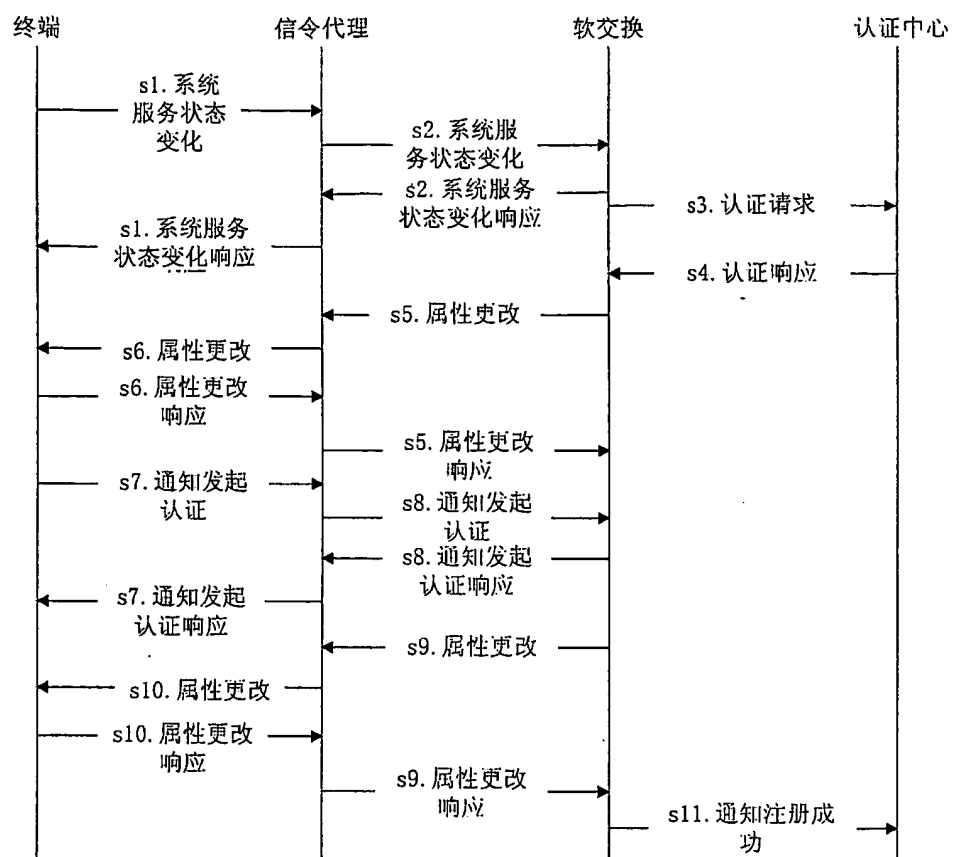 终端 信令代理 软交换 认证中心
s1.系统
服务状态
变化
s2.系统服
务状态变化
s2.系统服务
状态变化响应
s3.认证请求
s1.系统服务
状态变化响应
s4.认证响应
s5.属性更改
s6.属性更改
s6.属性更改
响应
s5.属性更改
响应
s7.通知发起
认证
s8.通知发起
认证
s8.通知发起
认证响应
s7.通知发起
认证响应
s9.属性更改
s10.属性更改
s10.属性更改
响应
s9.属性更改
响应
s11.通知注册成
功